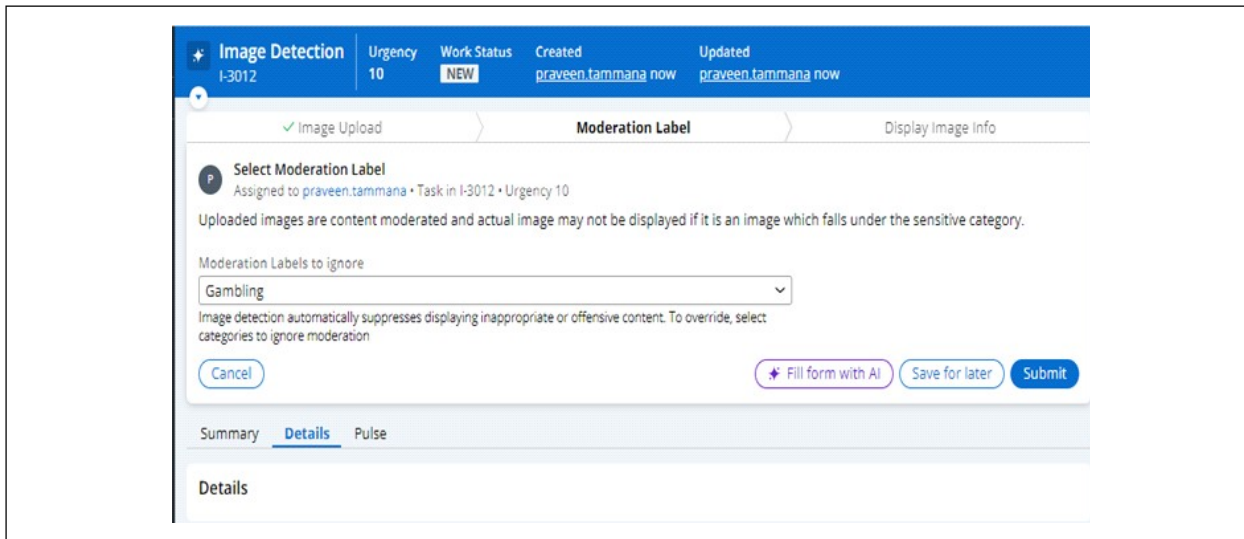 Image Detection
I-3012
Urgency
10
Work Status
NEW
Created
praveen.tammana now
Updated
praveen.tammana now
Image Upload
Moderation Label
Display Image Info
P
Select Moderation Label
Assigned to praveen.tammana • Task in I-3012 • Urgency 10
Uploaded images are content moderated and actual image may not be displayed if it is an image which falls under the sensitive category.
Moderation Labels to ignore
Gambling
Image detection automatically suppresses displaying inappropriate or offensive content. To override, select
categories to ignore moderation
Cancel
Fill form with AI
Save for later
Submit
Summary
Details
Pulse
Details